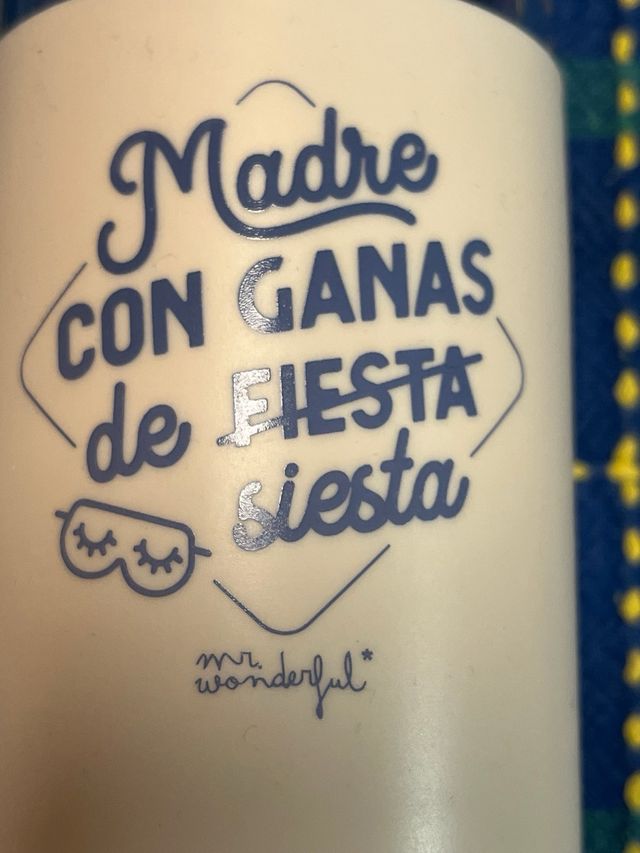 Madre
CON GANAS
de FIESTA
siesta
mr.
wonderful*